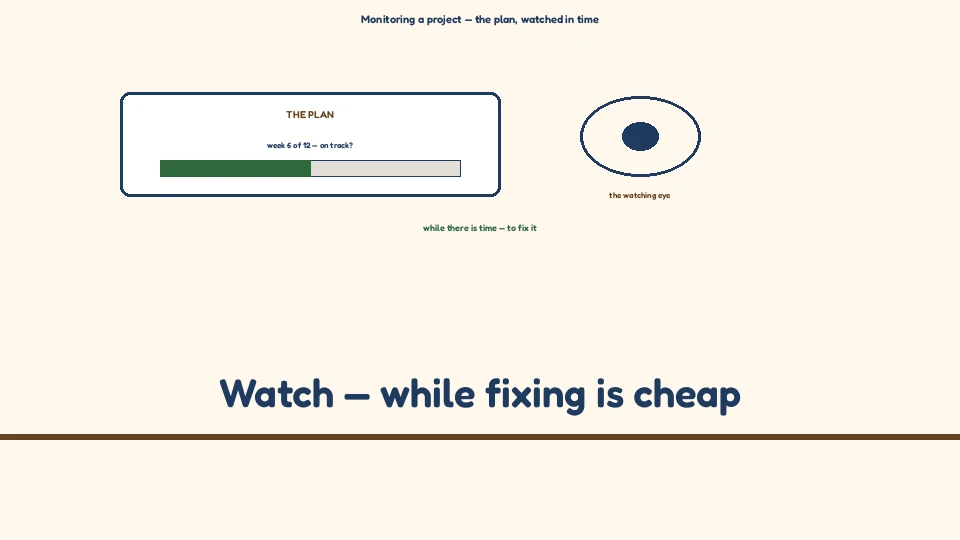 Monitoring a project — the plan, watched in time
THE PLAN
week 6 of 12 — on track?
the watching eye
while there is time — to fix it
Watch — while fixing is cheap